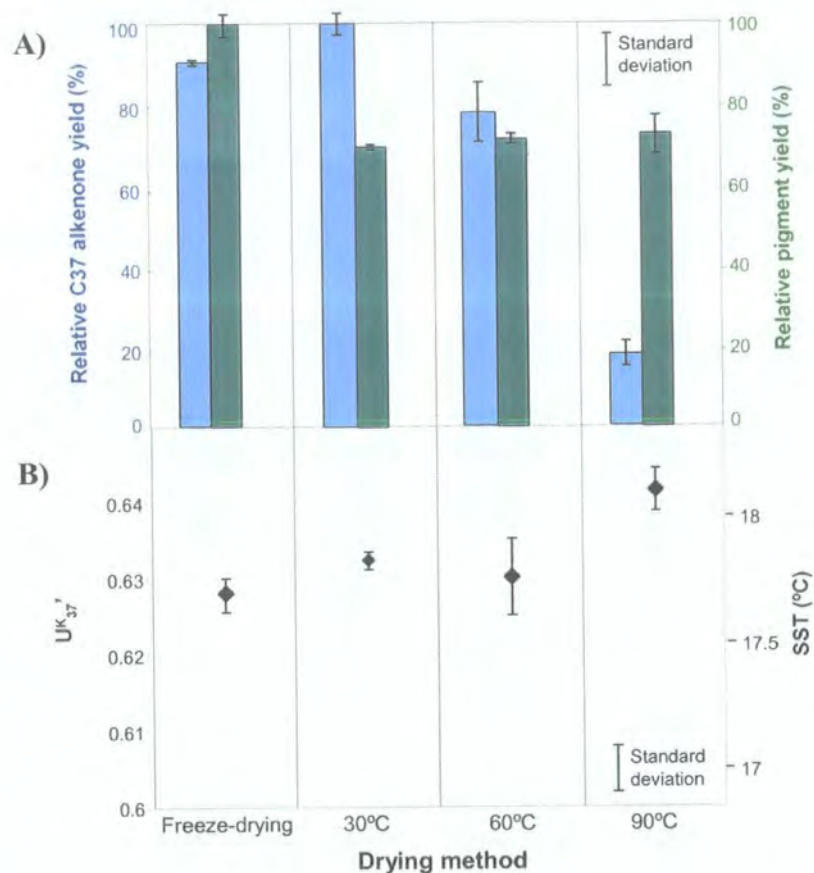 A)
Relative C37 alkenone yield (%)
100
80
60
40
20
0
Standard
deviation
100
80
60
40
20
0
Relative pigment yield (%)
B)
U^K_37'
0.64
0.63
0.62
0.61
0.6
18
17.5
17
SST (ºC)
Standard
deviation
Freeze-drying
30ºC
60ºC
90ºC
Drying method